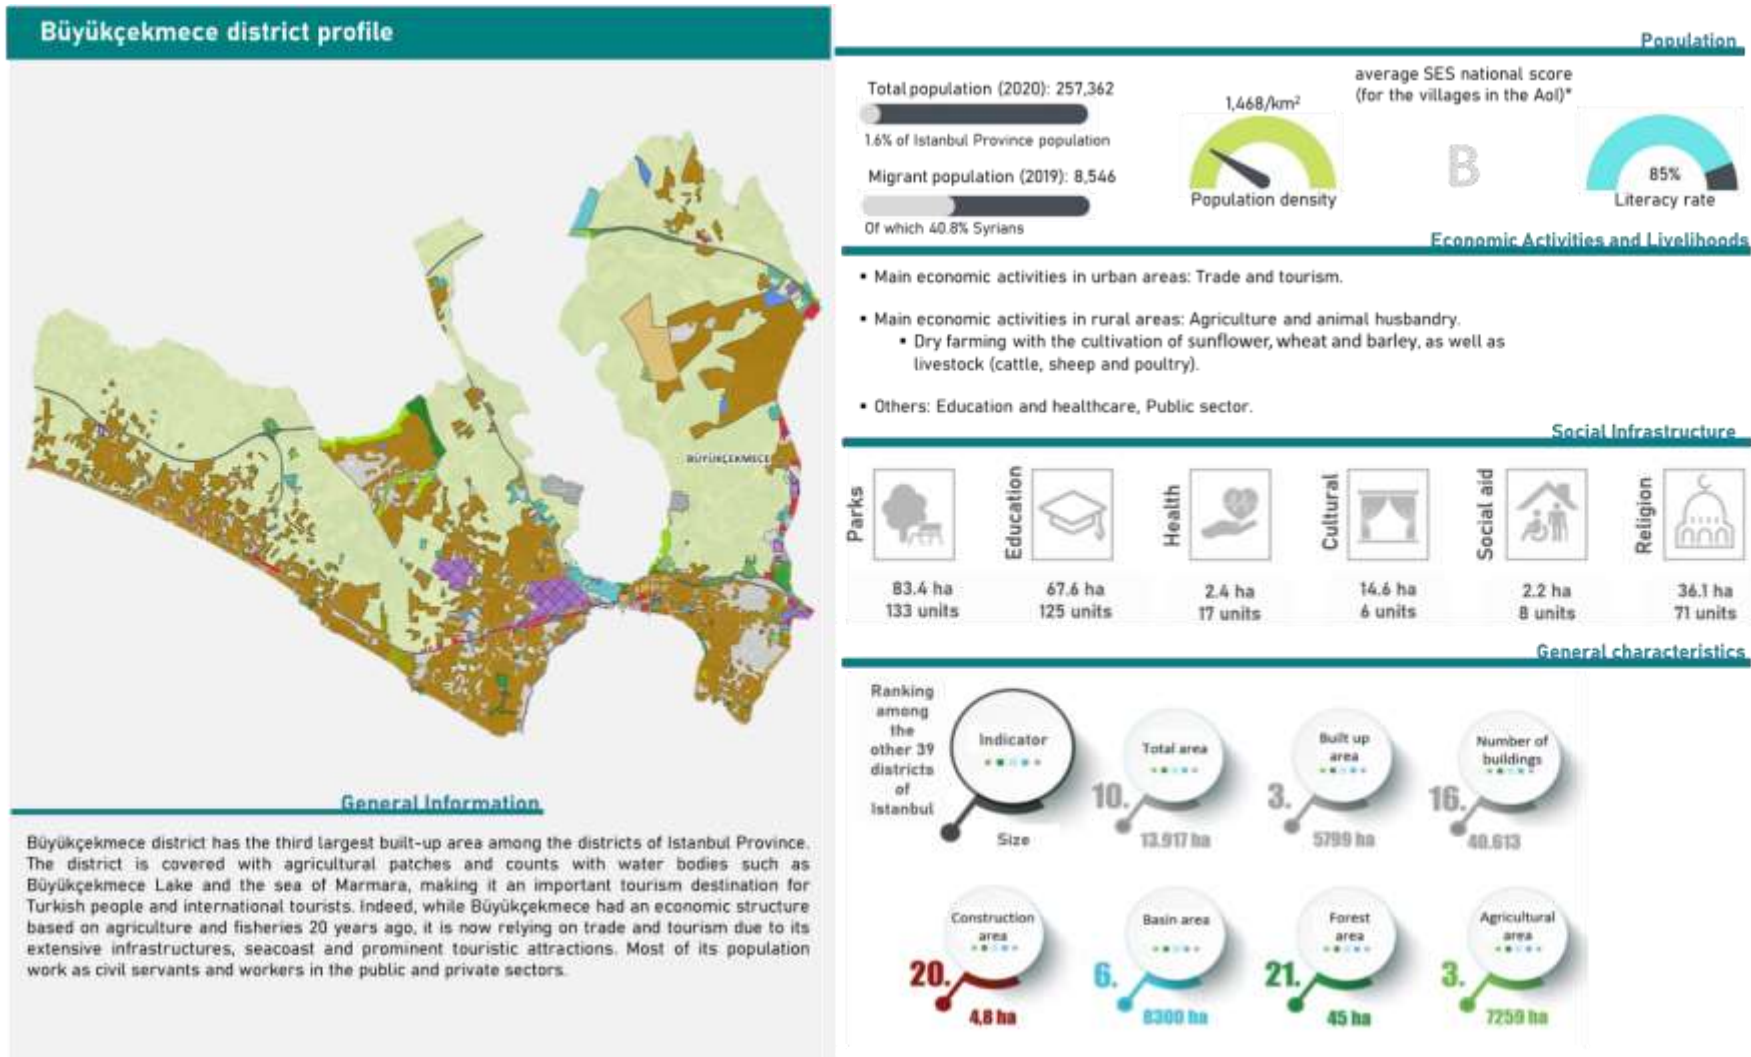 Büyükçekmece district profile
BÜYÜKÇEKMECE
General Information
Büyükçekmece district has the third largest built-up area among the districts of Istanbul Province.
The district is covered with agricultural patches and counts with water bodies such as
Büyükçekmece Lake and the sea of Marmara, making it an important tourism destination for
Turkish people and international tourists. Indeed, while Büyükçekmece had an economic structure
based on agriculture and fisheries 20 years ago, it is now relying on trade and tourism due to its
extensive infrastructures, seacoast and prominent touristic attractions. Most of its population
work as civil servants and workers in the public and private sectors.
Population
Total population (2020): 257,362
1.6% of Istanbul Province population
Migrant population (2019): 8,546
Of which 40.8% Syrians
1,468/km²
Population density
average SES national score
(for the villages in the AoI)*
B
85%
Literacy rate
Economic Activities and Livelihoods
▪ Main economic activities in urban areas: Trade and tourism.
▪ Main economic activities in rural areas: Agriculture and animal husbandry.
▪ Dry farming with the cultivation of sunflower, wheat and barley, as well as
livestock (cattle, sheep and poultry).
▪ Others: Education and healthcare, Public sector.
Social Infrastructure
Parks
83.4 ha
133 units
Education
67.6 ha
125 units
Health
2.4 ha
17 units
Cultural
14.6 ha
6 units
Social aid
2.2 ha
8 units
Religion
36.1 ha
71 units
General characteristics
Ranking
among
the
other 39
districts
of
Istanbul
Indicator
Size
Total area
10.
13.917 ha
Built up
area
3.
5799 ha
Number of
buildings
16.
40.613
Construction
area
20.
4,8 ha
Basin area
6.
8300 ha
Forest
area
21.
45 ha
Agricultural
area
3.
7259 ha